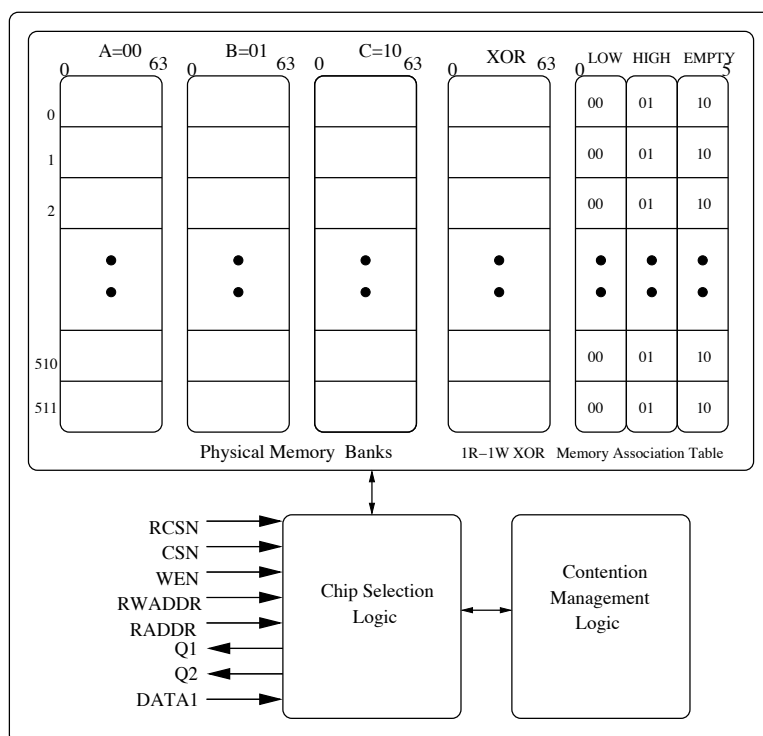 A=00 B=01 C=10 XOR LOW HIGH EMPTY
0 63 0 63 0 63 0 63 0 5
0 00 01 10
1 00 01 10
2 00 01 10
510 00 01 10
511 00 01 10
Physical Memory Banks 1R−1W XOR Memory Association Table
RCSN
CSN
WEN
RWADDR
RADDR
Q1
Q2
DATA1
Chip Selection
Logic
Contention
Management
Logic